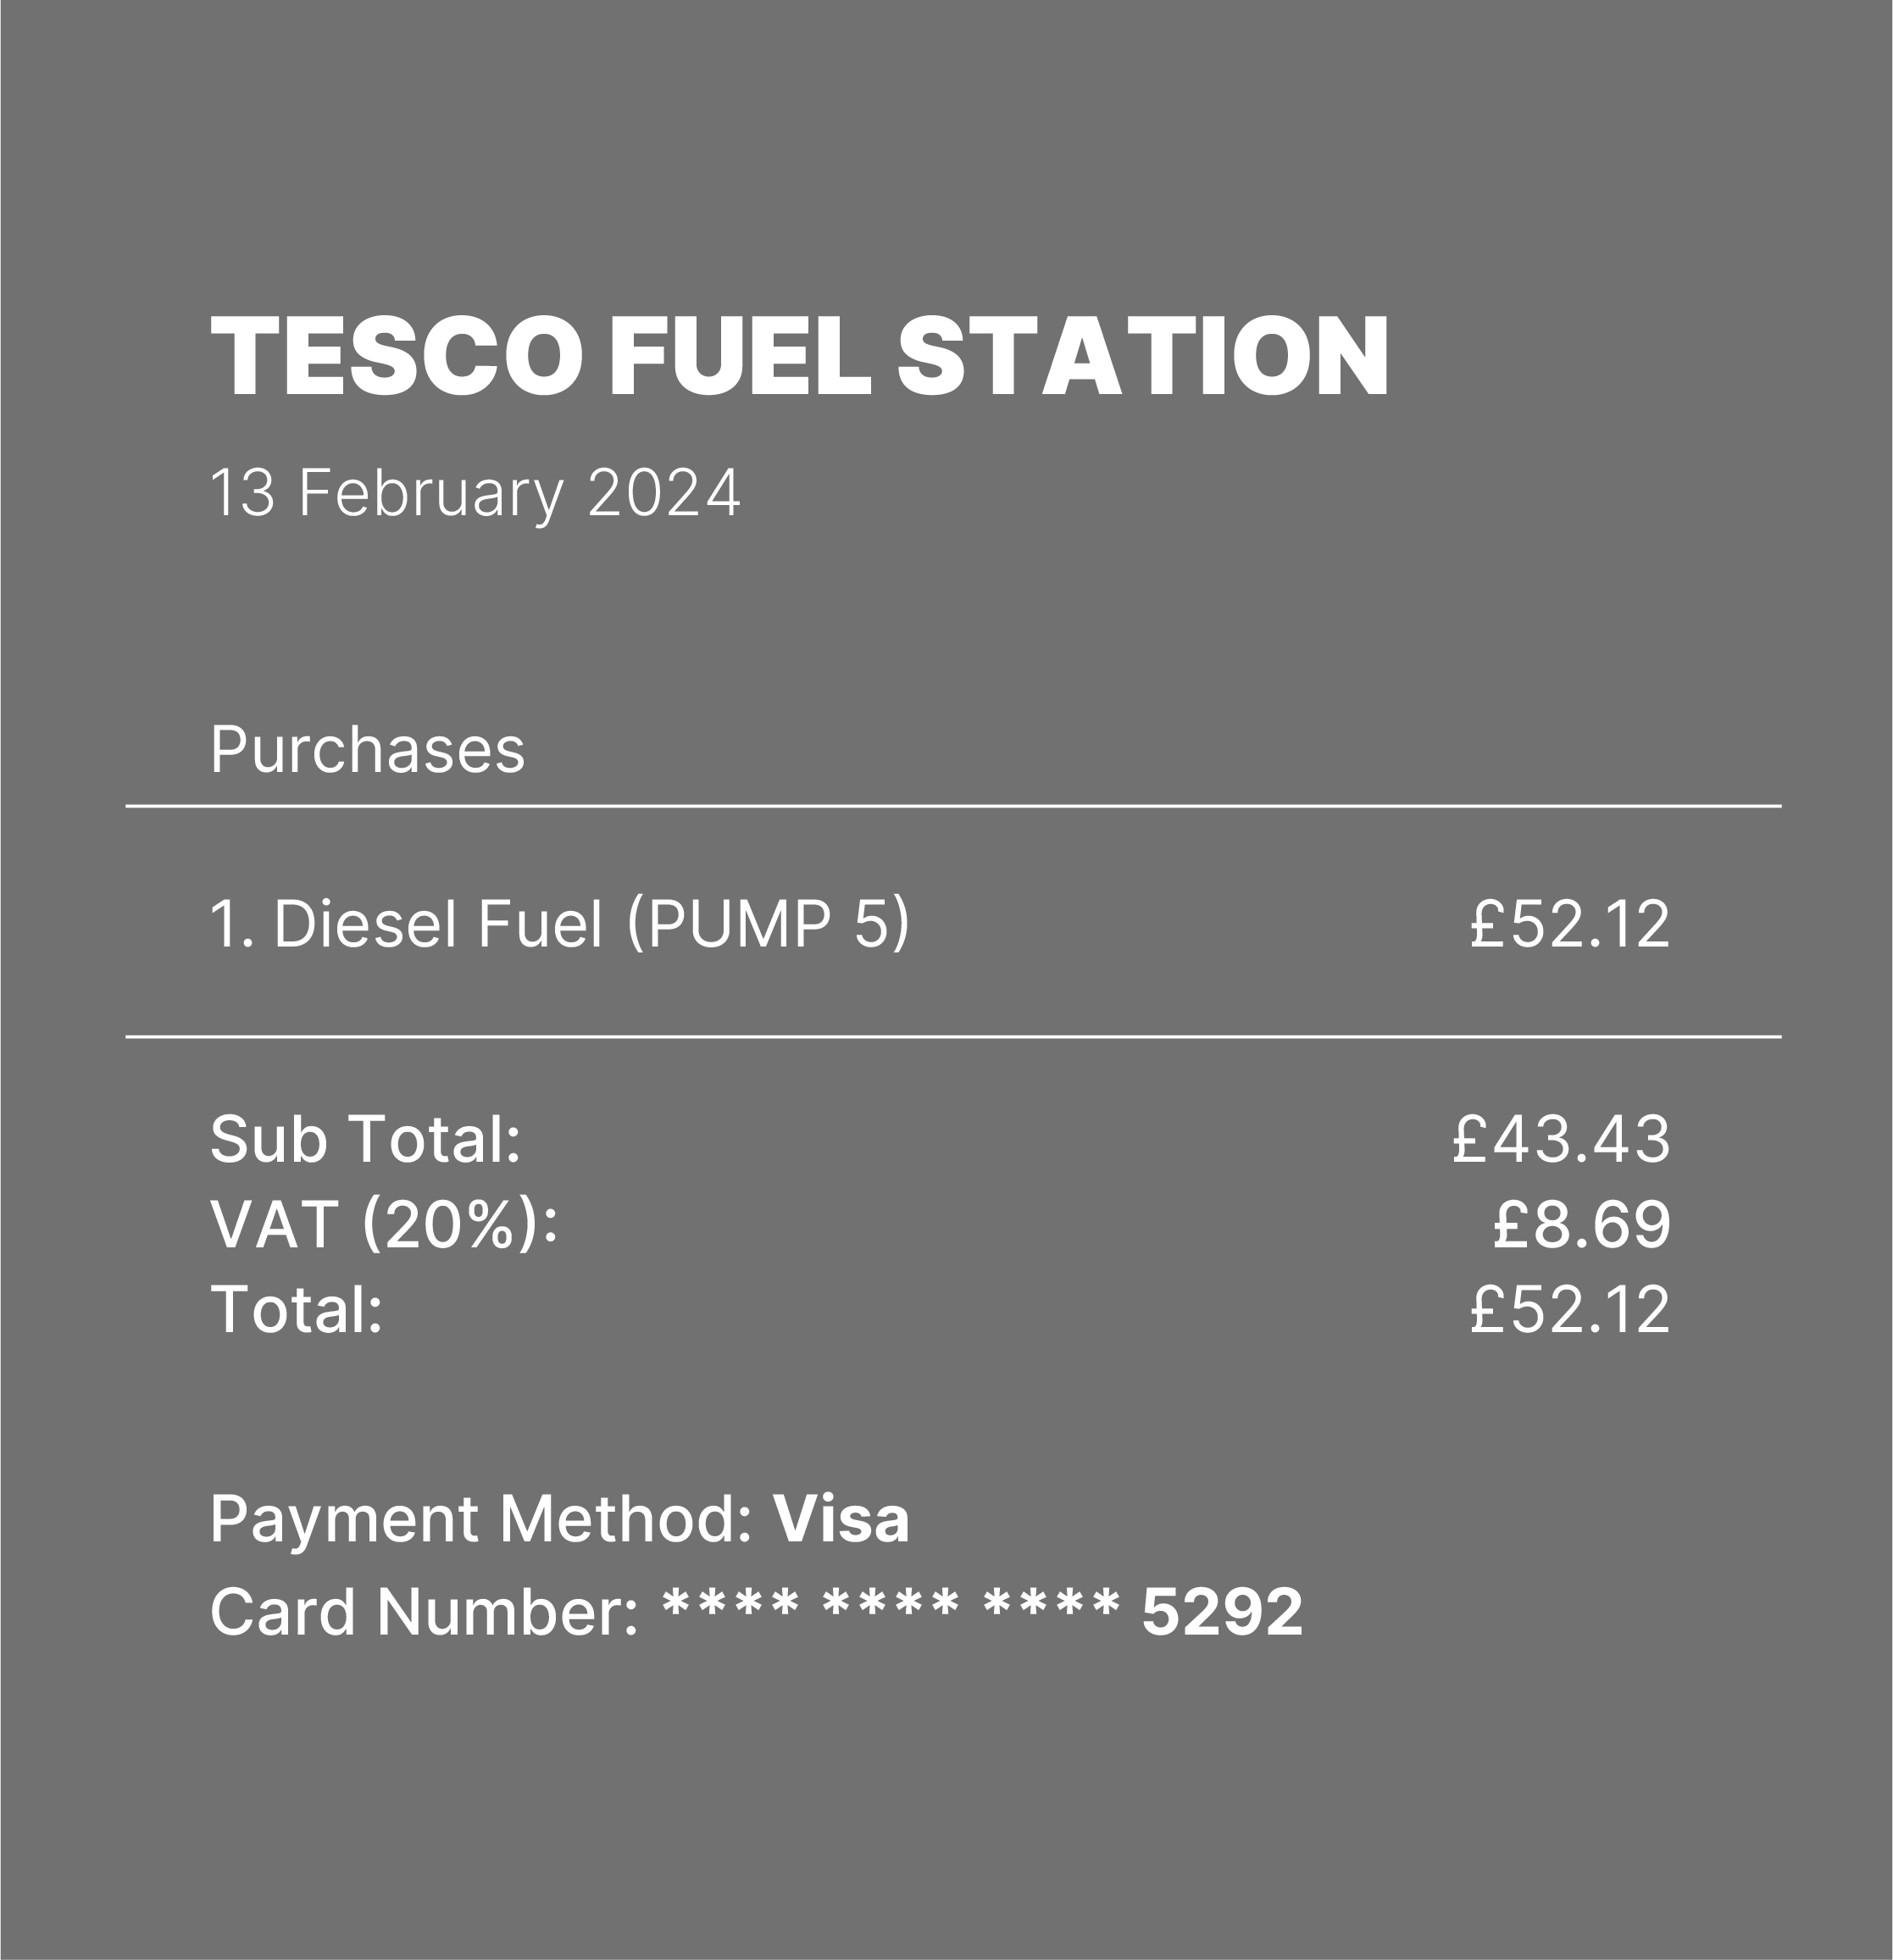 TESCO FUEL STATION
13 February 2024
Purchases
1. Diesel Fuel (PUMP 5) £52.12
Sub Total: £43.43
VAT (20%): £8.69
Total: £52.12
Payment Method: Visa
Card Number: **** **** **** 5292